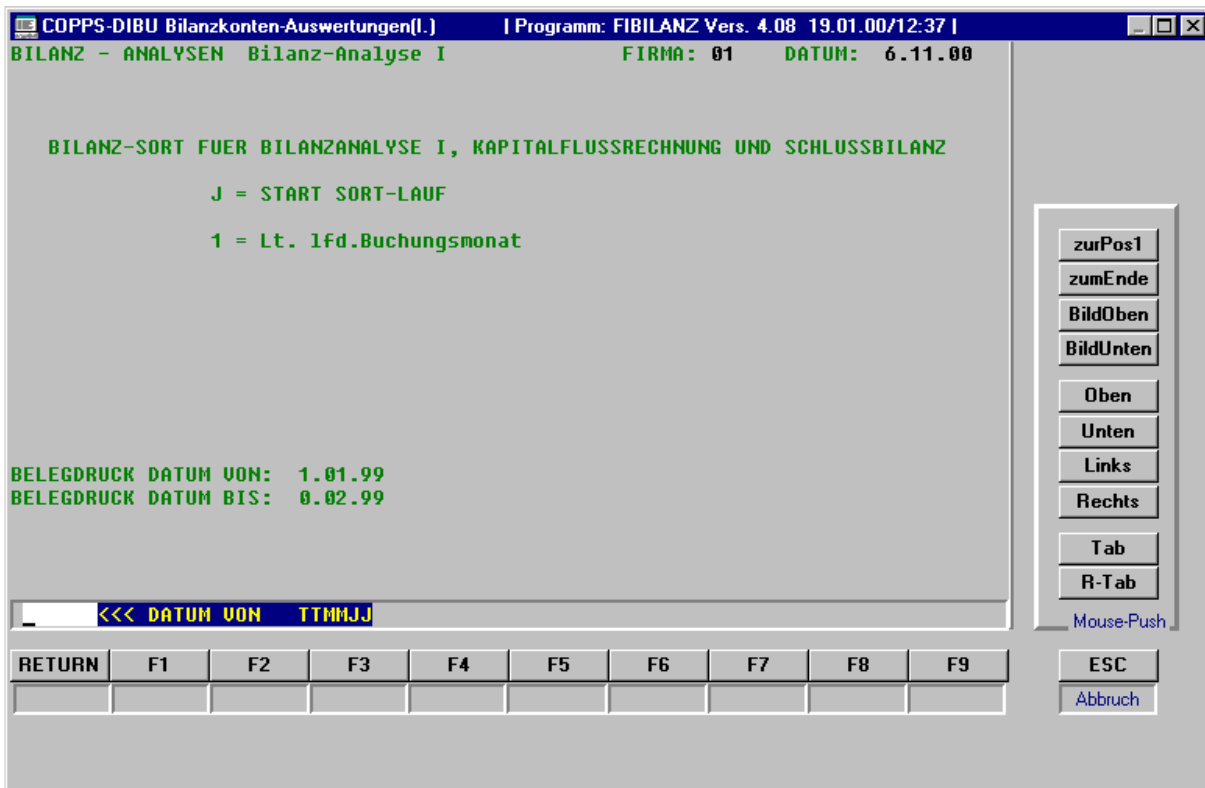 COPPS-DIBU Bilanzkonten-Auswertungen(I.) | Programm: FIBILANZ Vers. 4.08 19.01.00/12:37 |
BILANZ - ANALYSEN Bilanz-Analyse I FIRMA: 01 DATUM: 6.11.00
BILANZ-SORT FUER BILANZANALYSE I, KAPITALFLUSSRECHNUNG UND SCHLUSSBILANZ
J = START SORT-LAUF
1 = Lt. lfd.Buchungsmonat
BELEGDRUCK DATUM VON: 1.01.99
BELEGDRUCK DATUM BIS: 0.02.99
<<< DATUM VON TTMMJJ
zurPos1
zumEnde
BildOben
BildUnten
Oben
Unten
Links
Rechts
Tab
R-Tab
Mouse-Push
RETURN F1 F2 F3 F4 F5 F6 F7 F8 F9 ESC
Abbruch